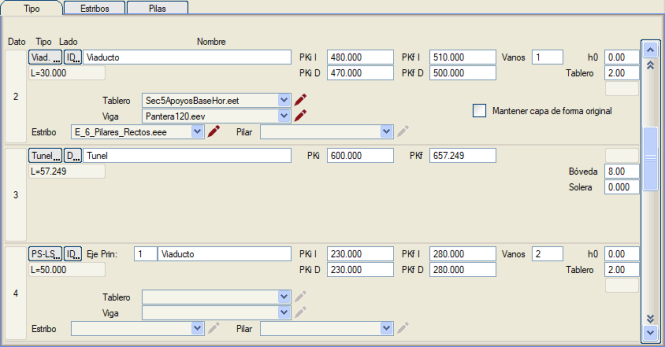 Tipo Estribos Pilas
Dato Tipo Lado Nombre
Viad. ... ID... Viaducto PKi I 480.000 PKf I 510.000 Vanos 1 h0 0.00
L=30.000 PKi D 470.000 PKf D 500.000 Tablero 2.00
2
Tablero Sec5ApoyosBaseHor.eet
Viga Pantera120.eev Mantener capa de forma original
Estribo E_6_Pilares_Rectos.eee Pilar
Tunel... D... Tunel PKi 600.000 PKf 657.249
L=57.249 Bóveda 8.00
3 Solera 0.000
PS-LS... ID... Eje Prin: 1 Viaducto PKi I 230.000 PKf I 280.000 Vanos 2 h0 0.00
L=50.000 PKi D 230.000 PKf D 280.000 Tablero 2.00
4
Tablero
Viga
Estribo Pilar